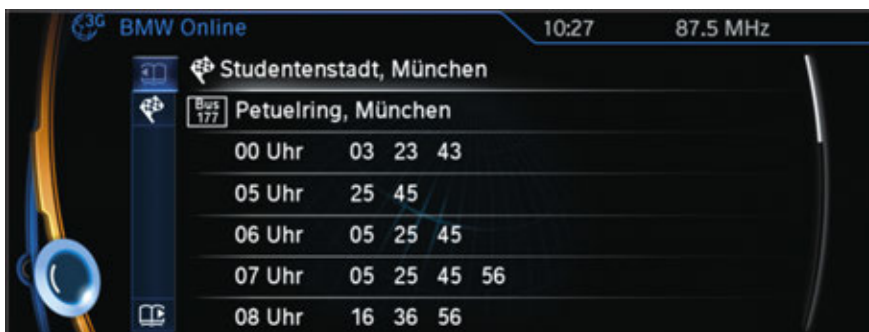 3G BMW Online 10:27 87.5 MHz
Studentenstadt, München
Bus 177 Petuelring, München
00 Uhr 03 23 43
05 Uhr 25 45
06 Uhr 05 25 45
07 Uhr 05 25 45 56
08 Uhr 16 36 56